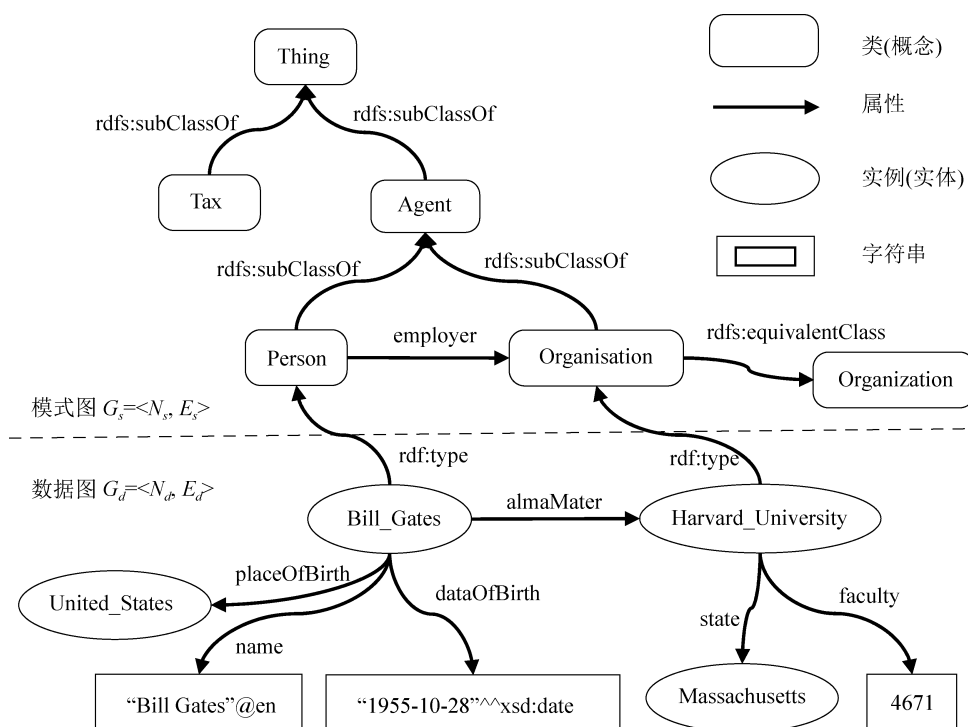 Thing
类(概念)
属性
rdfs:subClassOf
rdfs:subClassOf
实例(实体)
Tax
Agent
字符串
rdfs:subClassOf
rdfs:subClassOf
employer
rdfs:equivalentClass
Person
Organisation
Organization
模式图 Gs=<Ns, Es>
rdf:type
rdf:type
数据图 Gd=<Nd, Ed>
Bill_Gates
almaMater
Harvard_University
placeOfBirth
dataOfBirth
faculty
United_States
state
name
“Bill Gates”@en
“1955-10-28”^^xsd:date
Massachusetts
4671